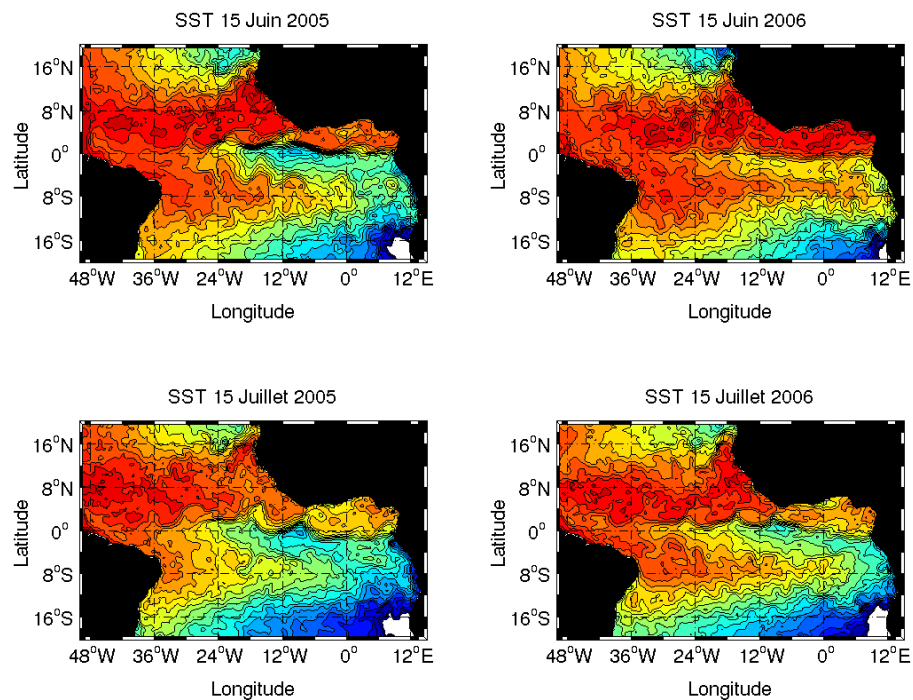 SST 15 Juin 2005
16°N
8°N
0°
8°S
16°S
Latitude
48°W 36°W 24°W 12°W 0° 12°E
Longitude
SST 15 Juin 2006
16°N
8°N
0°
8°S
16°S
Latitude
48°W 36°W 24°W 12°W 0° 12°E
Longitude
SST 15 Juillet 2005
16°N
8°N
0°
8°S
16°S
Latitude
48°W 36°W 24°W 12°W 0° 12°E
Longitude
SST 15 Juillet 2006
16°N
8°N
0°
8°S
16°S
Latitude
48°W 36°W 24°W 12°W 0° 12°E
Longitude